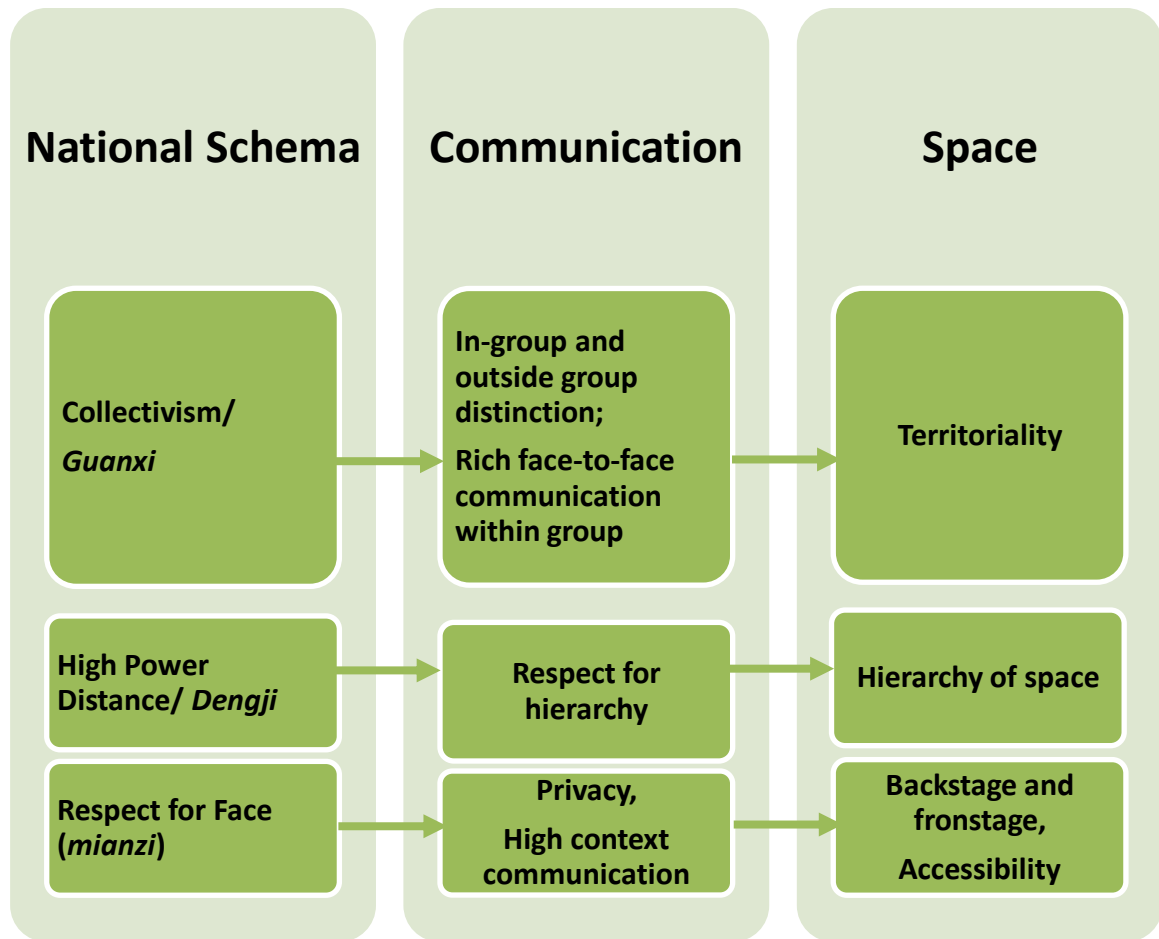 National Schema
Communication
Space
Collectivism/
Guanxi
In-group and
outside group
distinction;
Rich face-to-face
communication
within group
Territoriality
High Power
Distance/ Dengji
Respect for
hierarchy
Hierarchy of space
Respect for Face
(mianzi)
Privacy,
High context
communication
Backstage and
fronstage,
Accessibility